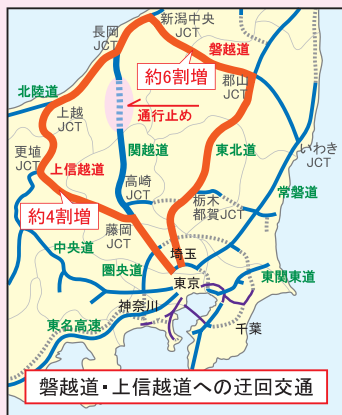 新潟中央
JCT
長岡
JCT
磐越道
約6割増
郡山
JCT
北陸道
上越
JCT
通行止め
いわき
JCT
更埴
JCT
上信越道
関越道
東北道
高崎
JCT
栃木
都賀JCT
常磐道
約4割増
藤岡
JCT
中央道
埼玉
圏央道
東京
東関東道
神奈川
東名高速
千葉
磐越道・上信越道への迂回交通